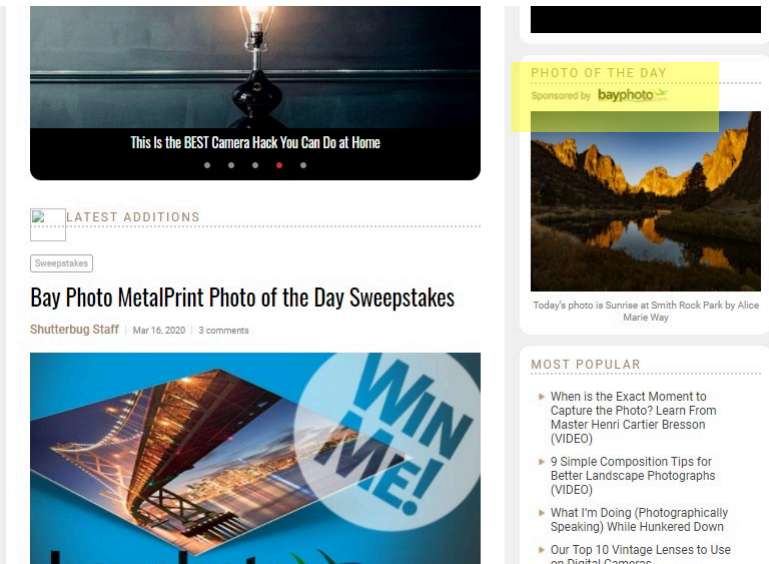 This Is the BEST Camera Hack You Can Do at Home
LATEST ADDITIONS
Sweepstakes
Bay Photo MetalPrint Photo of the Day Sweepstakes
Shutterbug Staff | Mar 16, 2020 | 3 comments
WIN
ME!
PHOTO OF THE DAY
Sponsored by bayphoto
Today's photo is Sunrise at Smith Rock Park by Alice
Marie Way
MOST POPULAR
When is the Exact Moment to
Capture the Photo? Learn From
Master Henri Cartier Bresson
(VIDEO)
9 Simple Composition Tips for
Better Landscape Photographs
(VIDEO)
What I'm Doing (Photographically
Speaking) While Hunkered Down
Our Top 10 Vintage Lenses to Use
on Digital Cameras